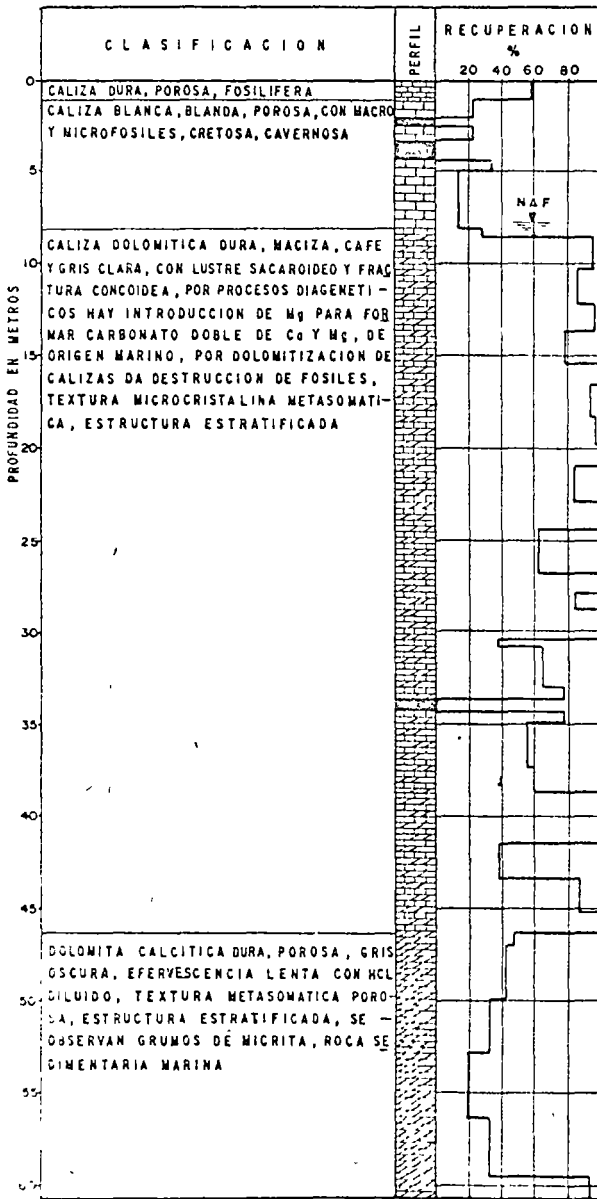 CLASIFICACION
PERFIL
RECUPERACION
%
20 40 60 80
0
CALIZA DURA, POROSA, FOSILIFERA
CALIZA BLANCA, BLANDA, POROSA, CON MACRO
Y MICROFOSILES, CRETOSA, CAVERNOSA
5
NAF
CALIZA DOLOMITICA DURA, MACIZA, CAFE
Y GRIS CLARA, CON LUSTRE SACAROIDEO Y FRAC
TURA CONCOIDEA, POR PROCESOS DIAGENETI-
COS HAY INTRODUCION DE Mg PARA FOR
MAR CARBONATO DOBLE DE Ca Y Mg, DE
ORIGEN MARINO, POR DOLOMITIZACION DE
CALIZAS DA DESTRUCCION DE FOSILES,
TEXTURA MICROCRISTALINA METASOMATI-
CA, ESTRUCTURA ESTRATIFICADA
10
15
PROFUNDIDAD EN METROS
20
25
30
35
40
45
DOLOMITA CALCITICA DURA, POROSA, GRIS
OSCURA, EFERVESCENCIA LENTA CON HCL
DILUIDO, TEXTURA METASOMATICA PORO-
SA, ESTRUCTURA ESTRATIFICADA, SE -
OBSERVAN GRUMOS DE MICRITA, ROCA SE
DIMENTARIA MARINA
50
55